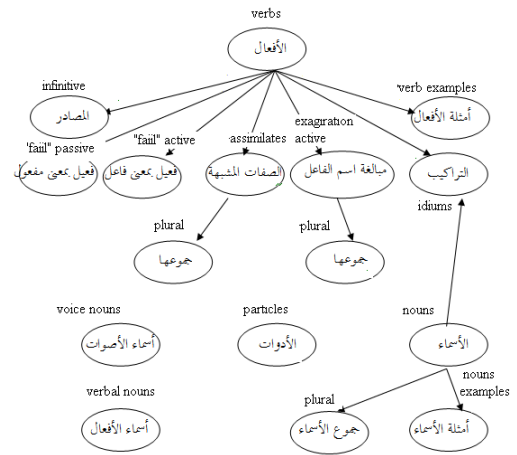 verbs
الأفعال
infinitive
المصادر
verb examples
أمثلة الأفعال
"faiil" passive
فعيل بمعنى مفعول
"faiil" active
فعيل بمعنى فاعل
assimilates
الصفات المشبهة
exagiration
active
مبالغة اسم الفاعل
التراكيب
idiums
plural
جموعها
plural
جموعها
voice nouns
أسماء الأصوات
particles
الأدوات
nouns
الأسماء
verbal nouns
أسماء الأفعال
plural
جموع الأسماء
nouns
examples
أمثلة الأسماء